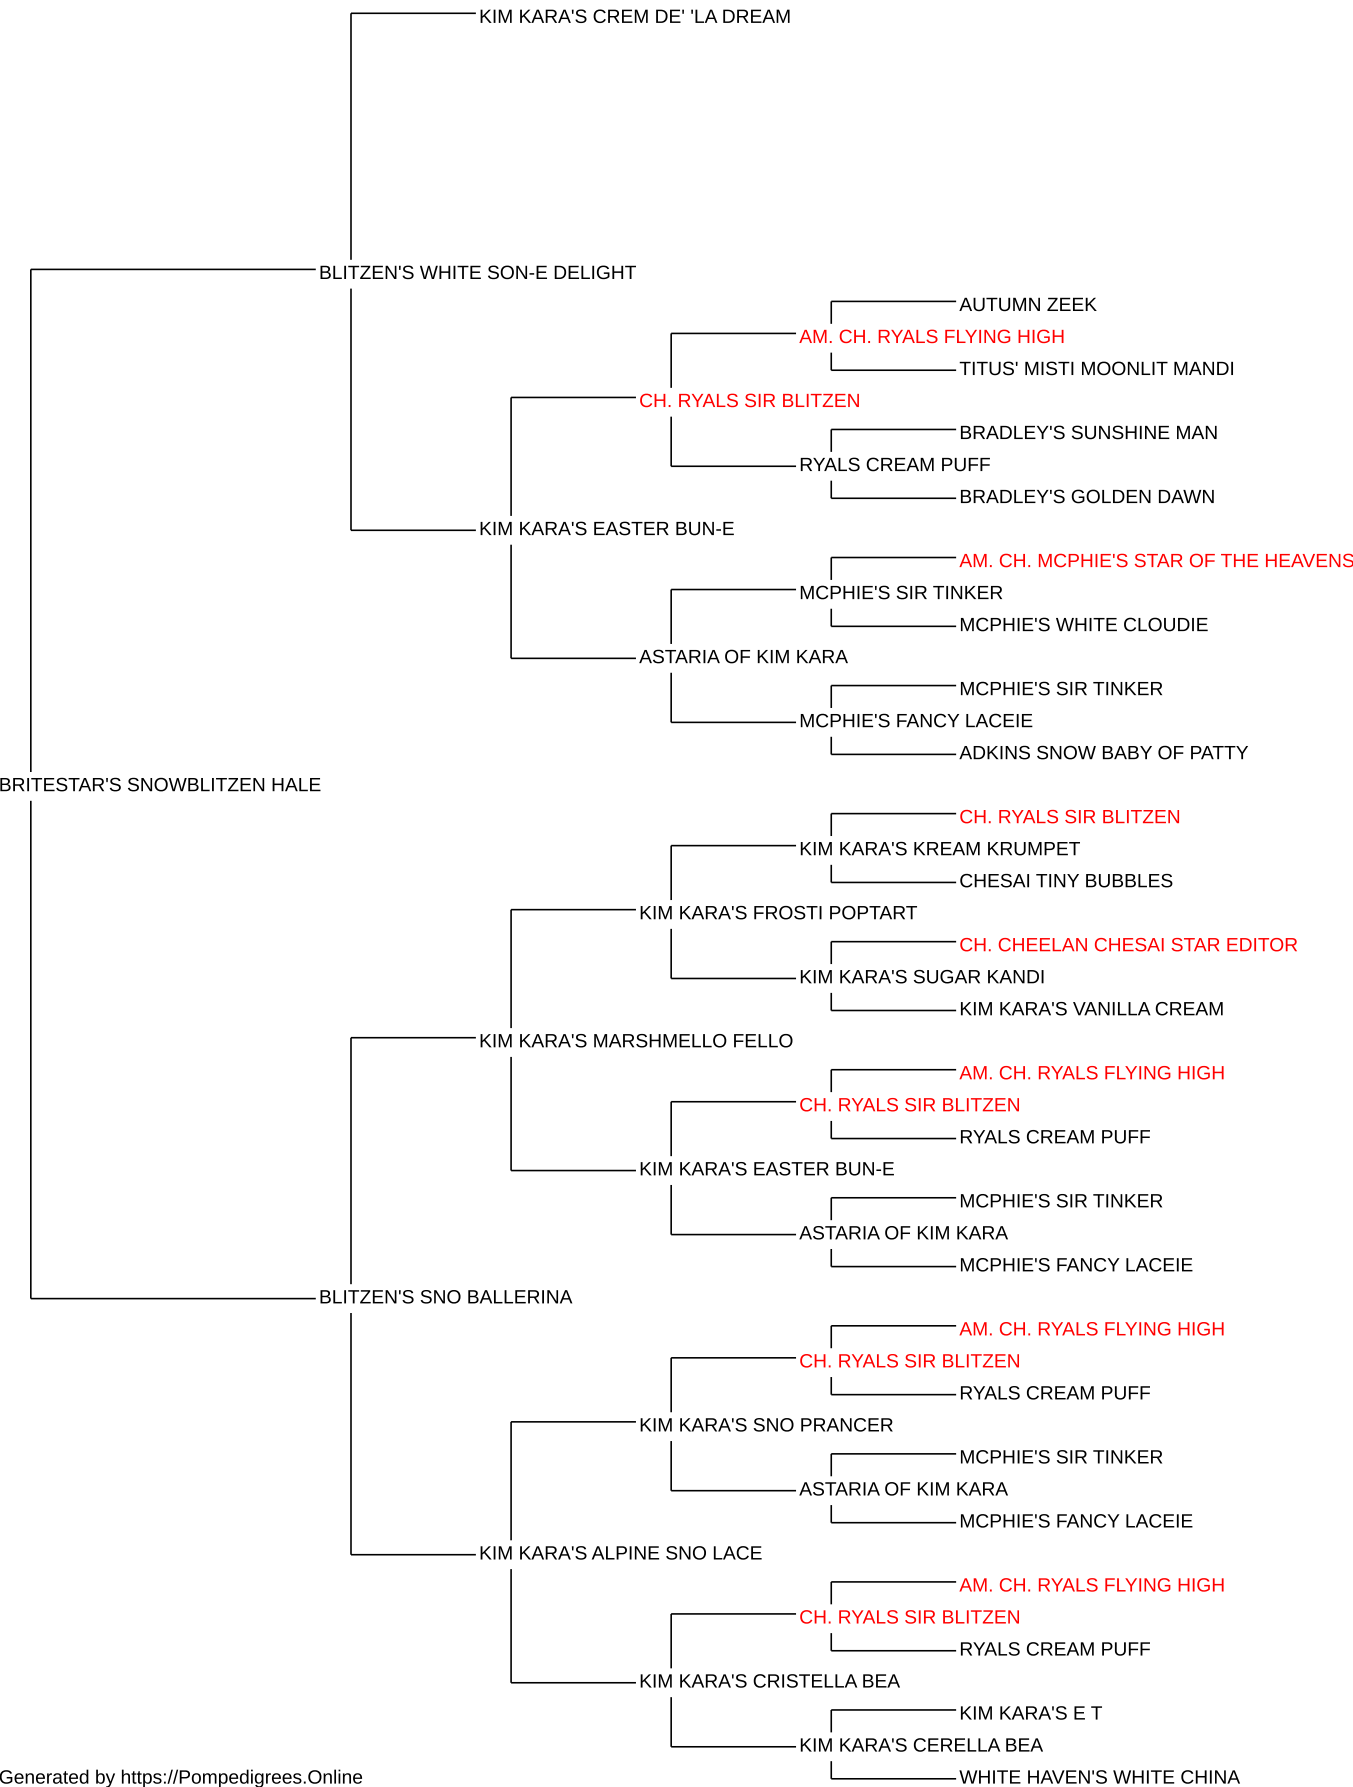 KIM KARA'S CREM DE' 'LA DREAM
BLITZEN'S WHITE SON-E DELIGHT
AUTUMN ZEEK
AM. CH. RYALS FLYING HIGH
TITUS' MISTI MOONLIT MANDI
CH. RYALS SIR BLITZEN
BRADLEY'S SUNSHINE MAN
RYALS CREAM PUFF
BRADLEY'S GOLDEN DAWN
KIM KARA'S EASTER BUN-E
AM. CH. MCPHIE'S STAR OF THE HEAVENS
MCPHIE'S SIR TINKER
MCPHIE'S WHITE CLOUDIE
ASTARIA OF KIM KARA
MCPHIE'S SIR TINKER
MCPHIE'S FANCY LACEIE
ADKINS SNOW BABY OF PATTY
BRITESTAR'S SNOWBLITZEN HALE
CH. RYALS SIR BLITZEN
KIM KARA'S KREAM KRUMPET
CHESAI TINY BUBBLES
KIM KARA'S FROSTI POPTART
CH. CHEELAN CHESAI STAR EDITOR
KIM KARA'S SUGAR KANDI
KIM KARA'S VANILLA CREAM
KIM KARA'S MARSHMELLO FELLO
AM. CH. RYALS FLYING HIGH
CH. RYALS SIR BLITZEN
RYALS CREAM PUFF
KIM KARA'S EASTER BUN-E
MCPHIE'S SIR TINKER
ASTARIA OF KIM KARA
MCPHIE'S FANCY LACEIE
BLITZEN'S SNO BALLERINA
AM. CH. RYALS FLYING HIGH
CH. RYALS SIR BLITZEN
RYALS CREAM PUFF
KIM KARA'S SNO PRANCER
MCPHIE'S SIR TINKER
ASTARIA OF KIM KARA
MCPHIE'S FANCY LACEIE
KIM KARA'S ALPINE SNO LACE
AM. CH. RYALS FLYING HIGH
CH. RYALS SIR BLITZEN
RYALS CREAM PUFF
KIM KARA'S CRISTELLA BEA
KIM KARA'S E T
KIM KARA'S CERELLA BEA
WHITE HAVEN'S WHITE CHINA
Generated by https://Pompedigrees.Online